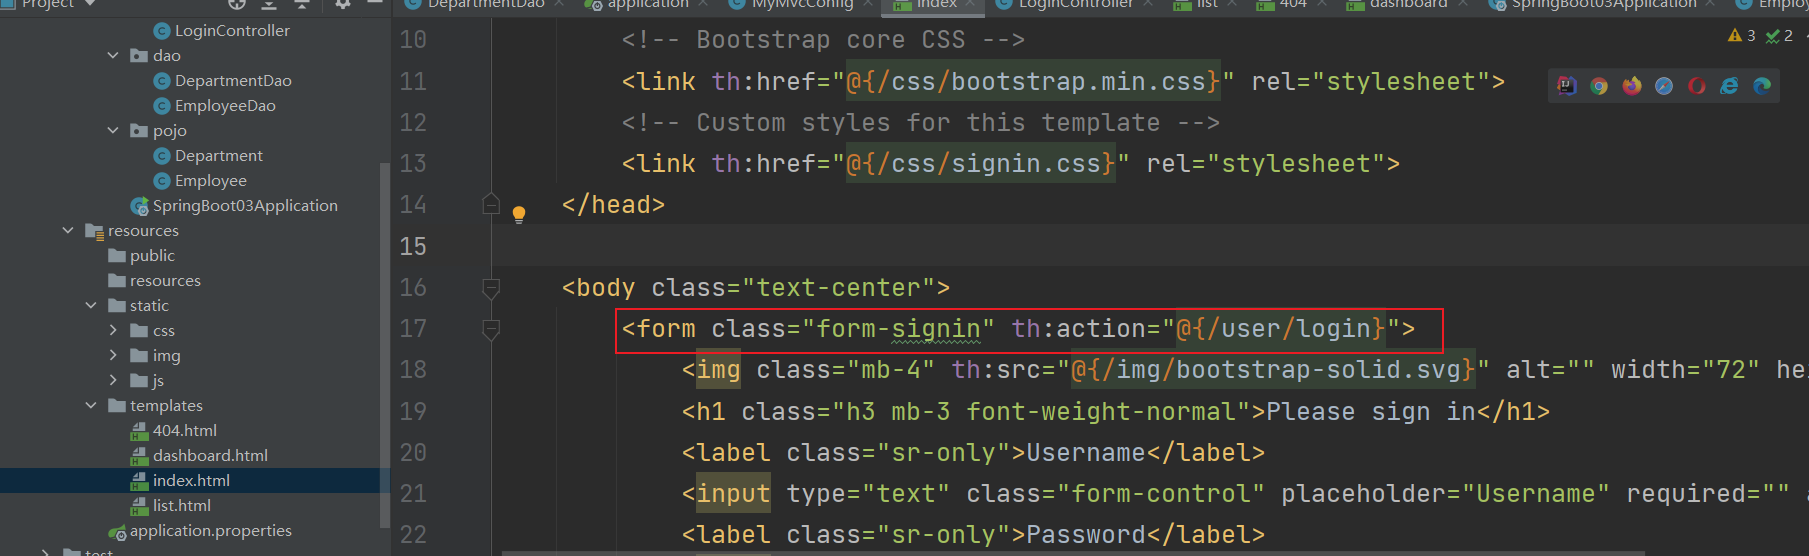 Project
DepartmentDao
application
MyMvcConfig
index
LoginController
list
404
dashboard
SpringBoot03Application
LoginController
dao
DepartmentDao
EmployeeDao
pojo
Department
Employee
SpringBoot03Application
resources
public
resources
static
css
img
js
templates
404.html
dashboard.html
index.html
list.html
application.properties
test
3 2
10 <!-- Bootstrap core CSS -->
11 <link th:href="@{/css/bootstrap.min.css}" rel="stylesheet">
12 <!-- Custom styles for this template -->
13 <link th:href="@{/css/signin.css}" rel="stylesheet">
14 </head>
15
16 <body class="text-center">
17 <form class="form-signin" th:action="@{/user/login}">
18 <img class="mb-4" th:src="@{/img/bootstrap-solid.svg}" alt="" width="72" hei
19 <h1 class="h3 mb-3 font-weight-normal">Please sign in</h1>
20 <label class="sr-only">Username</label>
21 <input type="text" class="form-control" placeholder="Username" required=""
22 <label class="sr-only">Password</label>